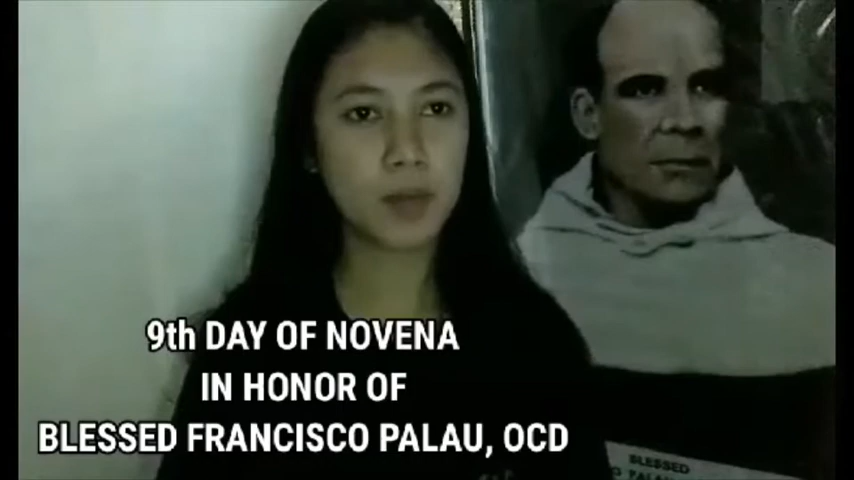 9th DAY OF NOVENA
IN HONOR OF
BLESSED FRANCISCO PALAU, OCD
BLESSED